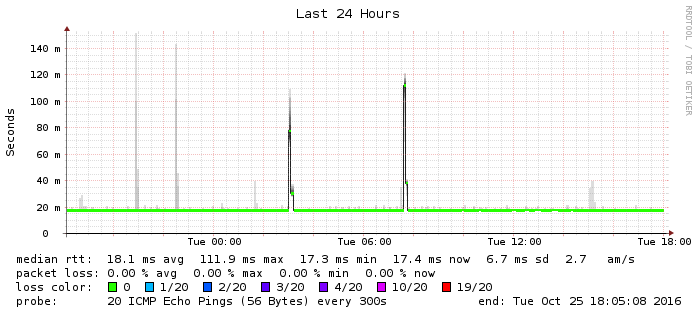 Last 24 Hours
RRDTOOL / TOBI OETIKER
Seconds
140 m
120 m
100 m
80 m
60 m
40 m
20 m
0
Tue 00:00 Tue 06:00 Tue 12:00 Tue 18:00
median rtt: 18.1 ms avg 111.9 ms max 17.3 ms min 17.4 ms now 6.7 ms sd 2.7 am/s
packet loss: 0.00 % avg 0.00 % max 0.00 % min 0.00 % now
loss color: 0 1/20 2/20 3/20 4/20 10/20 19/20
probe: 20 ICMP Echo Pings (56 Bytes) every 300s end: Tue Oct 25 18:05:08 2016